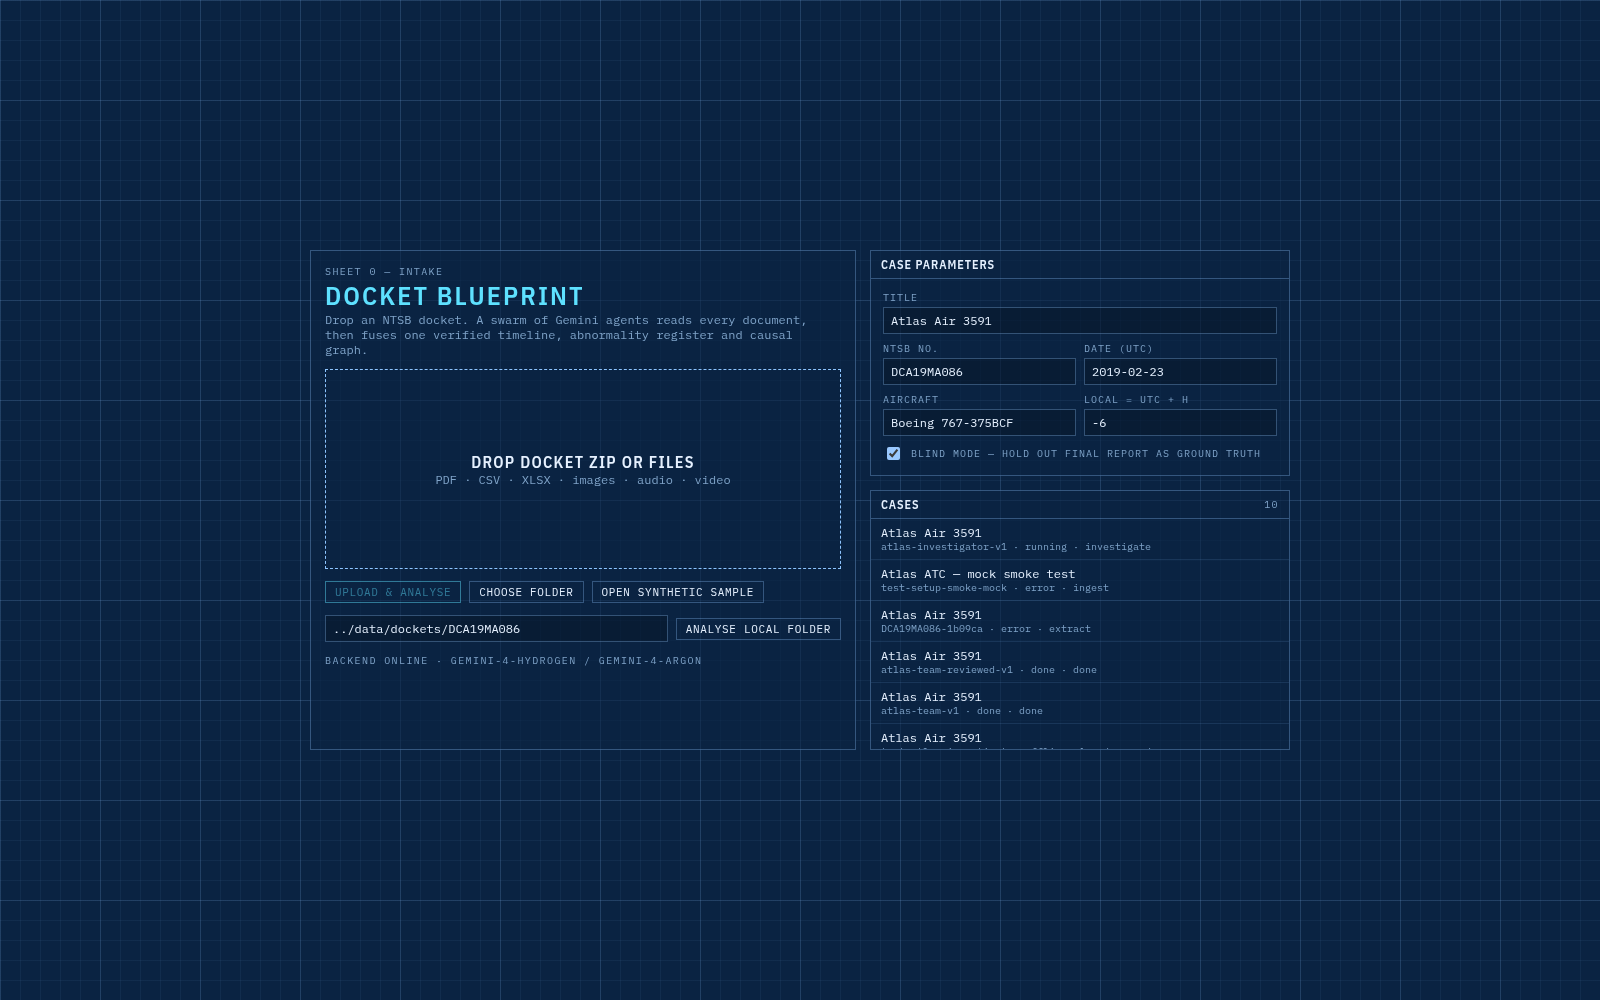 SHEET 0 — INTAKE
DOCKET BLUEPRINT
Drop an NTSB docket. A swarm of Gemini agents reads every document,
then fuses one verified timeline, abnormality register and causal
graph.
DROP DOCKET ZIP OR FILES
PDF · CSV · XLSX · images · audio · video
UPLOAD & ANALYSE
CHOOSE FOLDER
OPEN SYNTHETIC SAMPLE
../data/dockets/DCA19MA086
ANALYSE LOCAL FOLDER
BACKEND ONLINE · GEMINI-4-HYDROGEN / GEMINI-4-ARGON
CASE PARAMETERS
TITLE
Atlas Air 3591
NTSB NO.
DATE (UTC)
DCA19MA086
2019-02-23
AIRCRAFT
LOCAL = UTC + H
Boeing 767-375BCF
-6
BLIND MODE — HOLD OUT FINAL REPORT AS GROUND TRUTH
CASES
10
Atlas Air 3591
atlas-investigator-v1 · running · investigate
Atlas ATC — mock smoke test
test-setup-smoke-mock · error · ingest
Atlas Air 3591
DCA19MA086-1b09ca · error · extract
Atlas Air 3591
atlas-team-reviewed-v1 · done · done
Atlas Air 3591
atlas-team-v1 · done · done
Atlas Air 3591